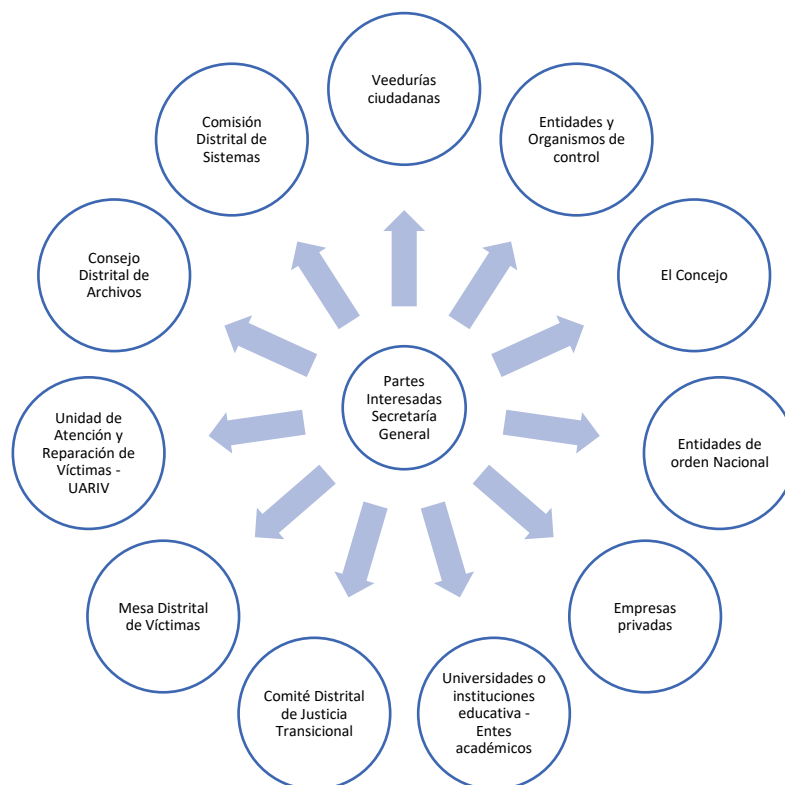 Veedurías
ciudadanas
Entidades y
Organismos de
control
El Concejo
Entidades de
orden Nacional
Empresas
privadas
Universidades o
instituciones
educativa -
Entes
académicos
Comité Distrital
de Justicia
Transicional
Mesa Distrital
de Víctimas
Unidad de
Atención y
Reparación de
Víctimas -
UARIV
Consejo
Distrital de
Archivos
Comisión
Distrital de
Sistemas
Partes
Interesadas
Secretaría
General